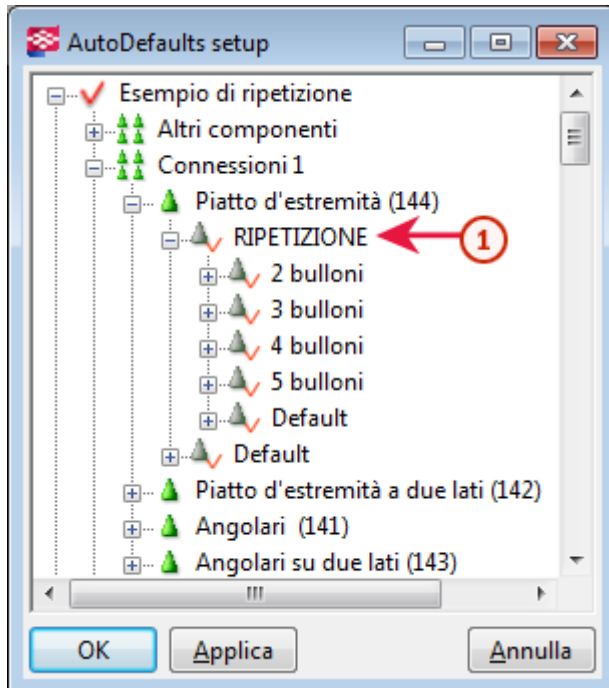 AutoDefaults setup
Esempio di ripetizione
Altri componenti
Connessioni 1
Piatto d'estremità (144)
RIPETIZIONE
1
2 bulloni
3 bulloni
4 bulloni
5 bulloni
Default
Default
Piatto d'estremità a due lati (142)
Angolari (141)
Angolari su due lati (143)
OK Applica Annulla